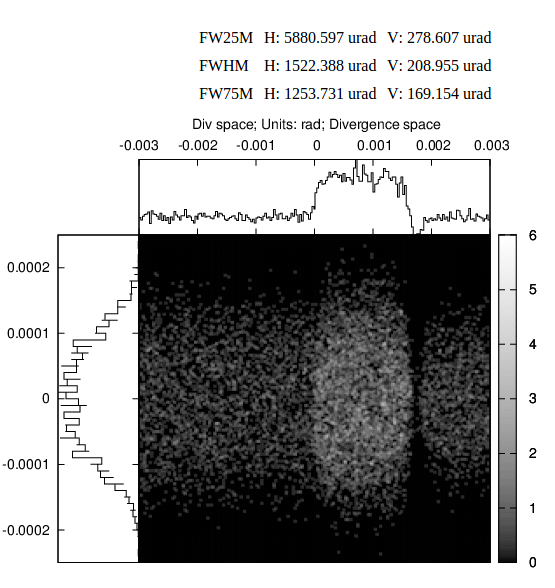 FW25M H: 5880.597 urad V: 278.607 urad
FWHM H: 1522.388 urad V: 208.955 urad
FW75M H: 1253.731 urad V: 169.154 urad
Div space; Units: rad; Divergence space
-0.003 -0.002 -0.001 0 0.001 0.002 0.003
6
0.0002
5
0.0001
4
0
3
2
-0.0001
1
-0.0002
0